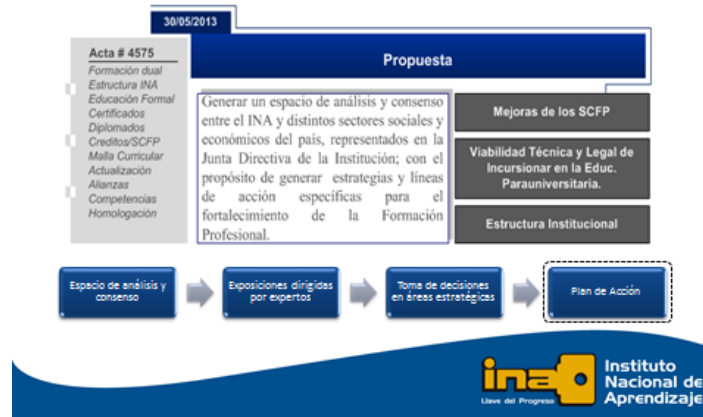 30/05/2013
Acta # 4575
Formación dual
Estructura INA
Educación Formal
Certificados
Diplomados
Creditos/SCFP
Malla Curricular
Actualización
Alianzas
Competencias
Homologación
Propuesta
Generar un espacio de análisis y consenso
entre el INA y distintos sectores sociales y
económicos del país, representados en la
Junta Directiva de la Institución; con el
propósito de generar estrategias y líneas
de acción específicas para el
fortalecimiento de la Formación
Profesional.
Mejoras de los SCFP
Viabilidad Técnica y Legal de
Incursionar en la Educ.
Parauniversitaria.
Estructura Institucional
Espacio de análisis y
consenso
Exposiciones dirigidas
por expertos
Toma de decisiones
en áreas estratégicas
Plan de Acción
ina
Llave del Progreso
Instituto
Nacional de
Aprendizaje